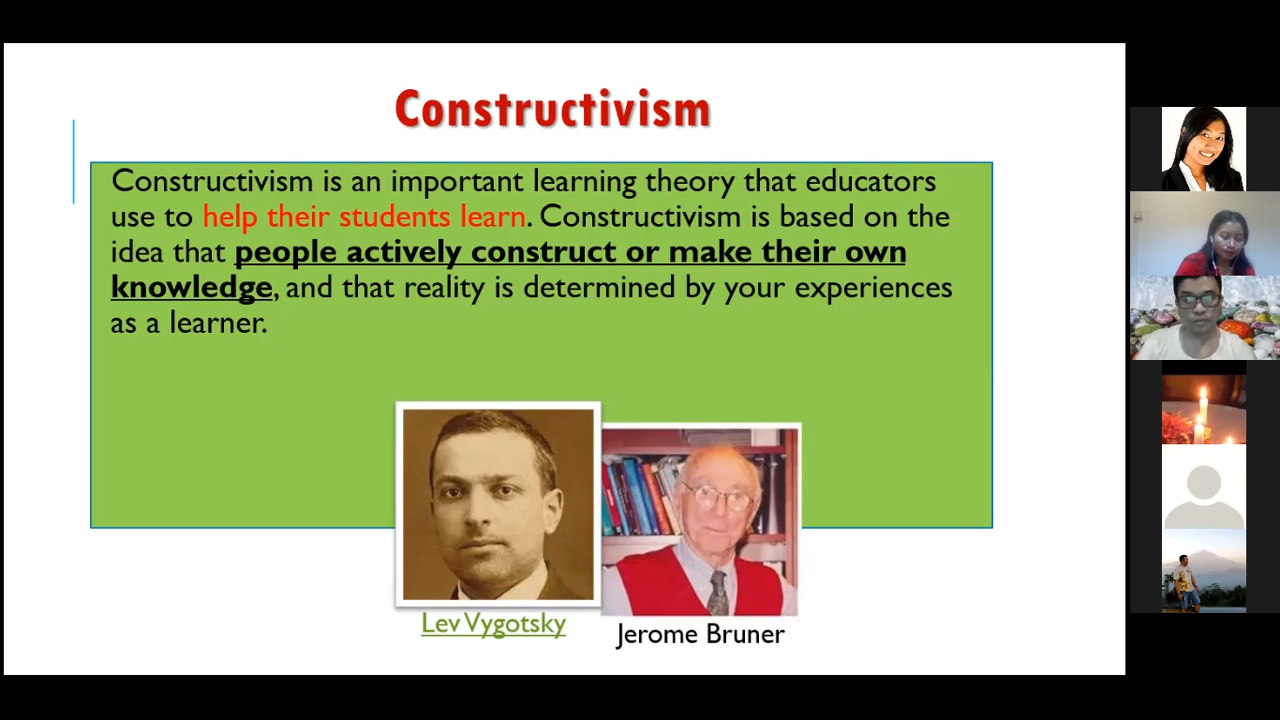 Constructivism
Constructivism is an important learning theory that educators
use to help their students learn. Constructivism is based on the
idea that people actively construct or make their own
knowledge, and that reality is determined by your experiences
as a learner.
Lev Vygotsky
Jerome Bruner